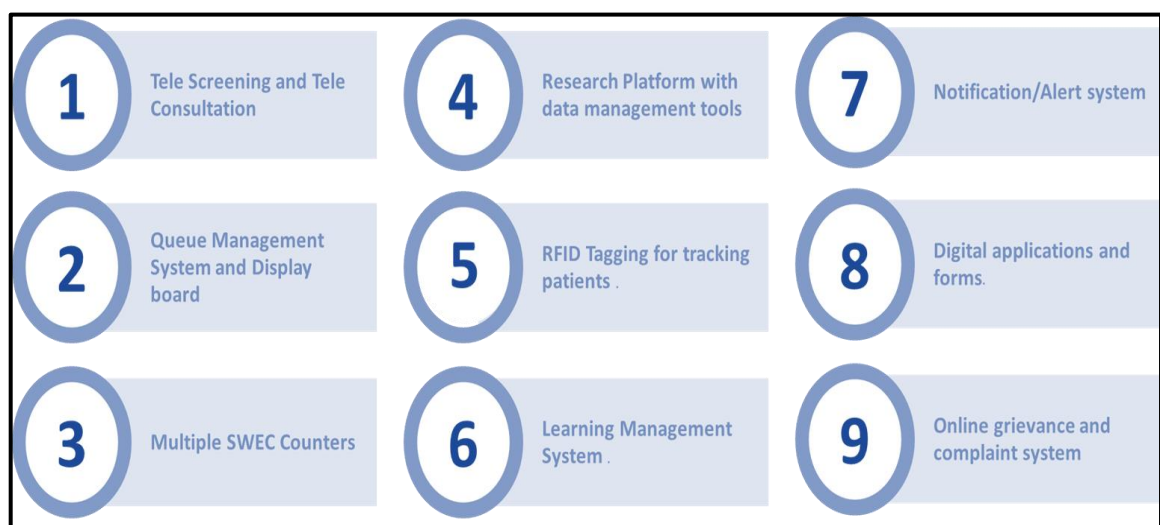 1
Tele Screening and Tele
Consultation
2
Queue Management
System and Display
board
3
Multiple SWEC Counters
4
Research Platform with
data management tools
5
RFID Tagging for tracking
patients .
6
Learning Management
System .
7
Notification/Alert system
8
Digital applications and
forms.
9
Online grievance and
complaint system